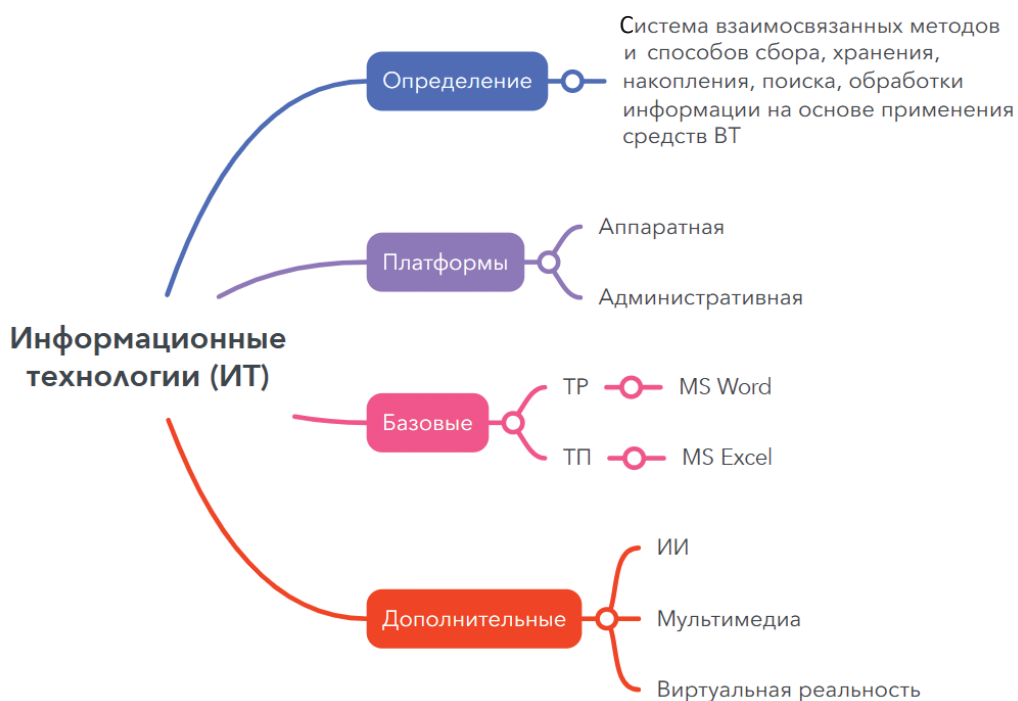 Информационные
технологии (ИТ)
Определение
Система взаимосвязанных методов
и способов сбора, хранения,
накопления, поиска, обработки
информации на основе применения
средств ВТ
Платформы
Аппаратная
Административная
Базовые
ТР
MS Word
ТП
MS Excel
Дополнительные
ИИ
Мультимедиа
Виртуальная реальность